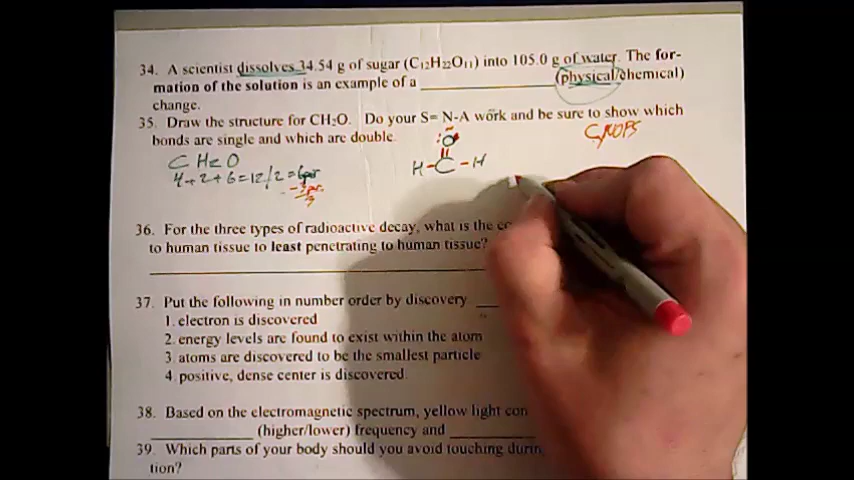 34. A scientist dissolves 34.54 g of sugar (C₁₂H₂₂O₁₁) into 105.0 g of water. The for-
mation of the solution is an example of a ____________ (physical/chemical)
change.
35. Draw the structure for CH₂O. Do your S= N-A work and be sure to show which
bonds are single and which are double.
C H₂ O
4+2+6=12/2=6pr
-3pr.
O
H-C-H
36. For the three types of radioactive decay, what is the
to human tissue to least penetrating to human tissue?
37. Put the following in number order by discovery
1. electron is discovered
2. energy levels are found to exist within the atom
3. atoms are discovered to be the smallest particle
4. positive, dense center is discovered.
38. Based on the electromagnetic spectrum, yellow light
____________ (higher/lower) frequency and
39. Which parts of your body should you avoid touching
tion?